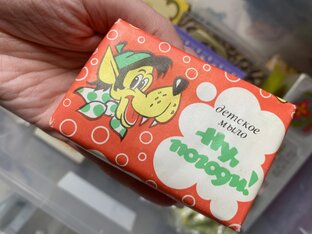 детское
мыло
Ну,
погоди!